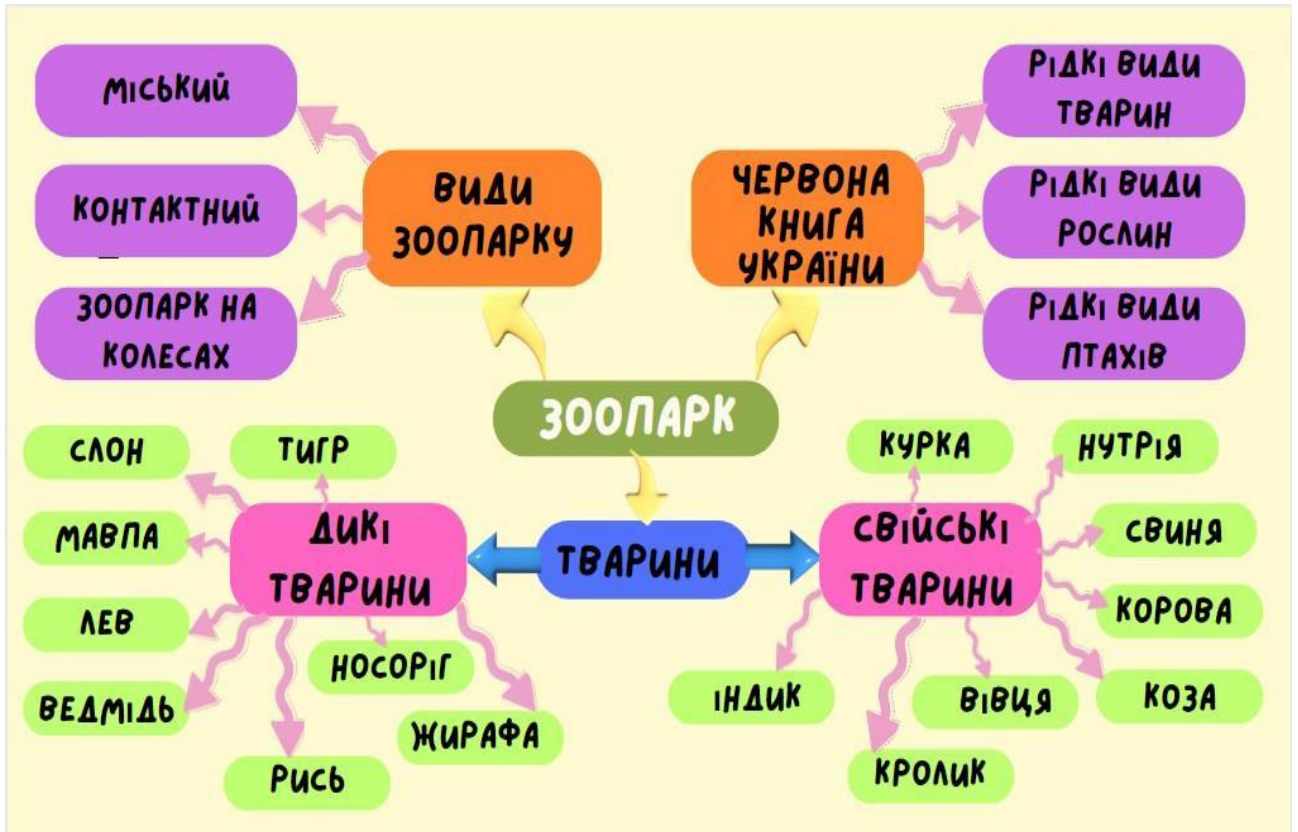 МІСЬКИЙ
КОНТАКТНИЙ
ЗООПАРК НА
КОЛЕСАХ
ВИДИ
ЗООПАРКУ
ЧЕРВОНА
КНИГА
УКРАЇНИ
РІДКІ ВИДИ
ТВАРИН
РІДКІ ВИДИ
РОСЛИН
РІДКІ ВИДИ
ПТАХІВ
ЗООПАРК
ТВАРИНИ
ДИКІ
ТВАРИНИ
СЛОН
ТИГР
МАВПА
ЛЕВ
ВЕДМІДЬ
РИСЬ
НОСОРІГ
ЖИРАФА
СВІЙСЬКІ
ТВАРИНИ
КУРКА
НУТРІЯ
СВИНЯ
КОРОВА
КОЗА
ВІВЦЯ
КРОЛИК
ІНДИК